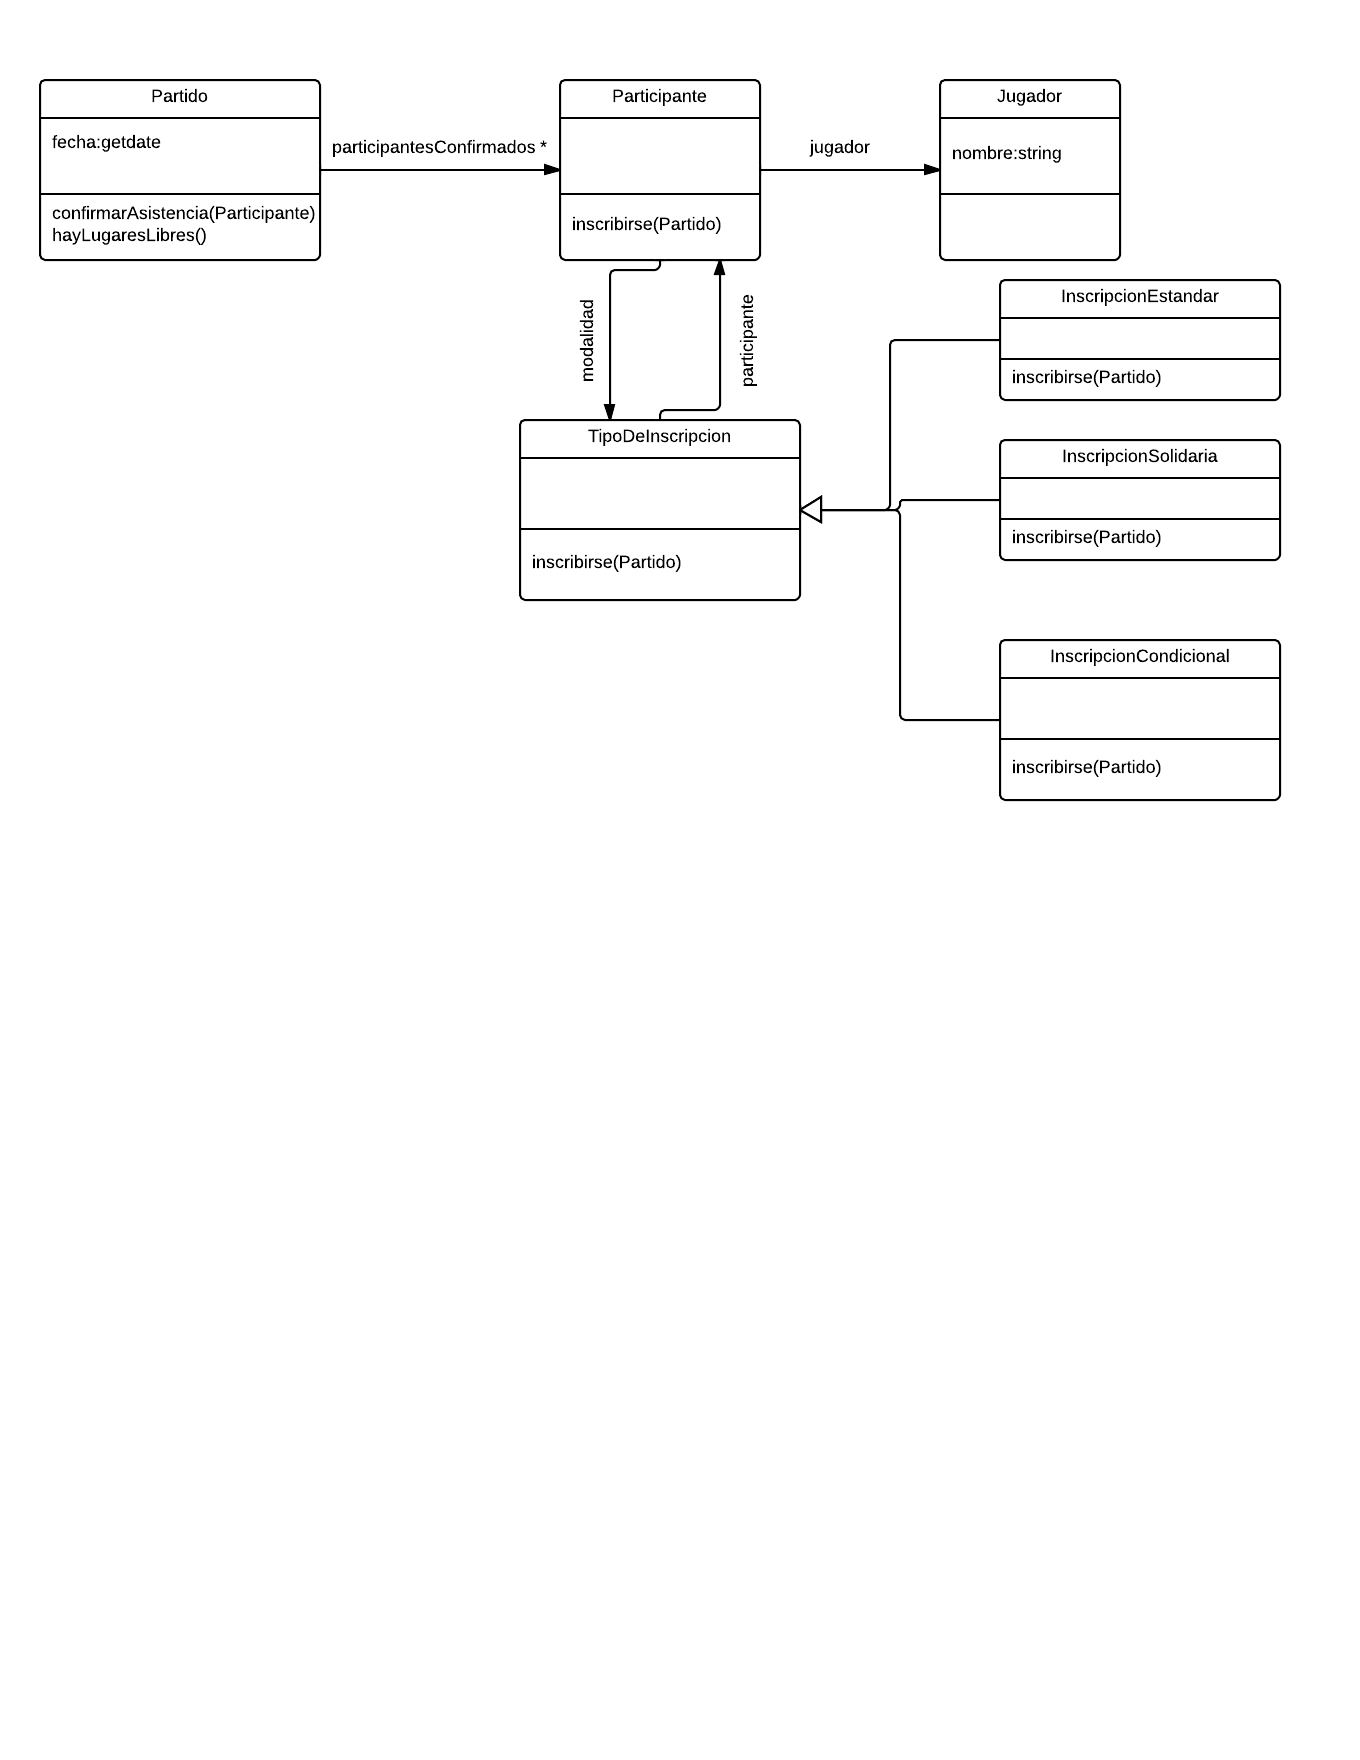 Partido
fecha:getdate
confirmarAsistencia(Participante)
hayLugaresLibres()
participantesConfirmados *
Participante
inscribirse(Partido)
jugador
Jugador
nombre:string
modalidad
participante
TipoDeInscripcion
inscribirse(Partido)
InscripcionEstandar
inscribirse(Partido)
InscripcionSolidaria
inscribirse(Partido)
InscripcionCondicional
inscribirse(Partido)